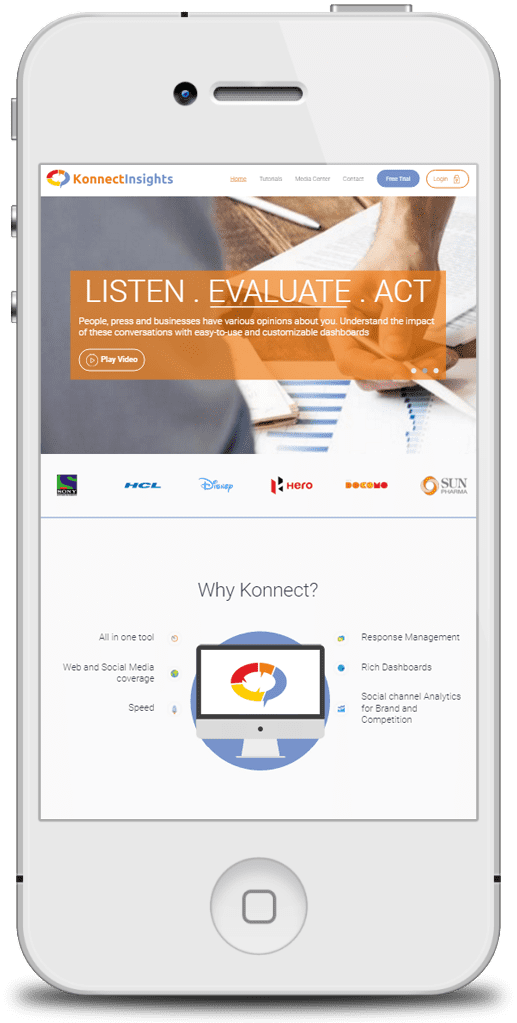 KonnectInsights
Home Tutorials Media Center Contact Free Trial Login
LISTEN . EVALUATE . ACT
People, press and businesses have various opinions about you. Understand the impact
of these conversations with easy-to-use and customizable dashboards
Play Video
SONY HCL Disney Hero DOCOMO SUN
PHARMA
Why Konnect?
All in one tool
Web and Social Media
coverage
Speed
Response Management
Rich Dashboards
Social channel Analytics
for Brand and
Competition